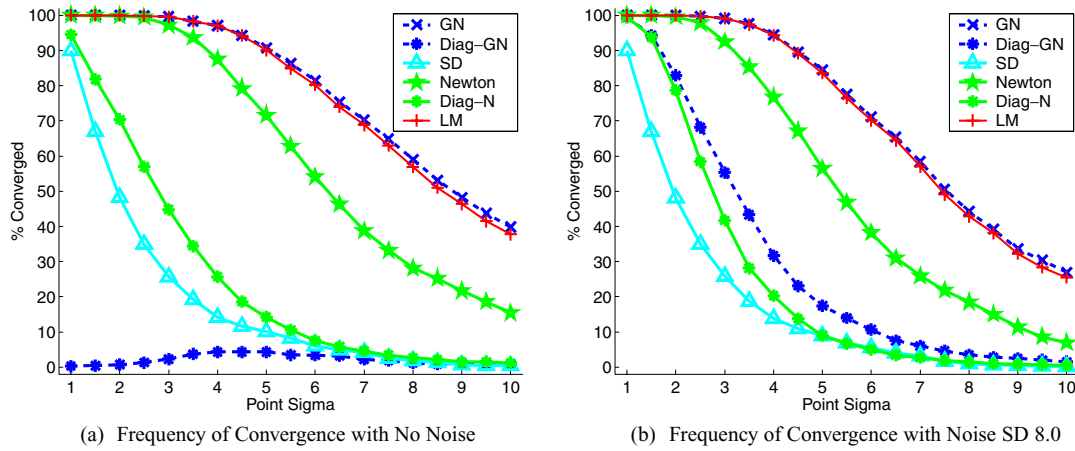 100
90
80
70
60
50
40
30
20
10
0
% Converged
1 2 3 4 5 6 7 8 9 10
Point Sigma
GN
Diag-GN
SD
Newton
Diag-N
LM
(a) Frequency of Convergence with No Noise
100
90
80
70
60
50
40
30
20
10
0
% Converged
1 2 3 4 5 6 7 8 9 10
Point Sigma
GN
Diag-GN
SD
Newton
Diag-N
LM
(b) Frequency of Convergence with Noise SD 8.0